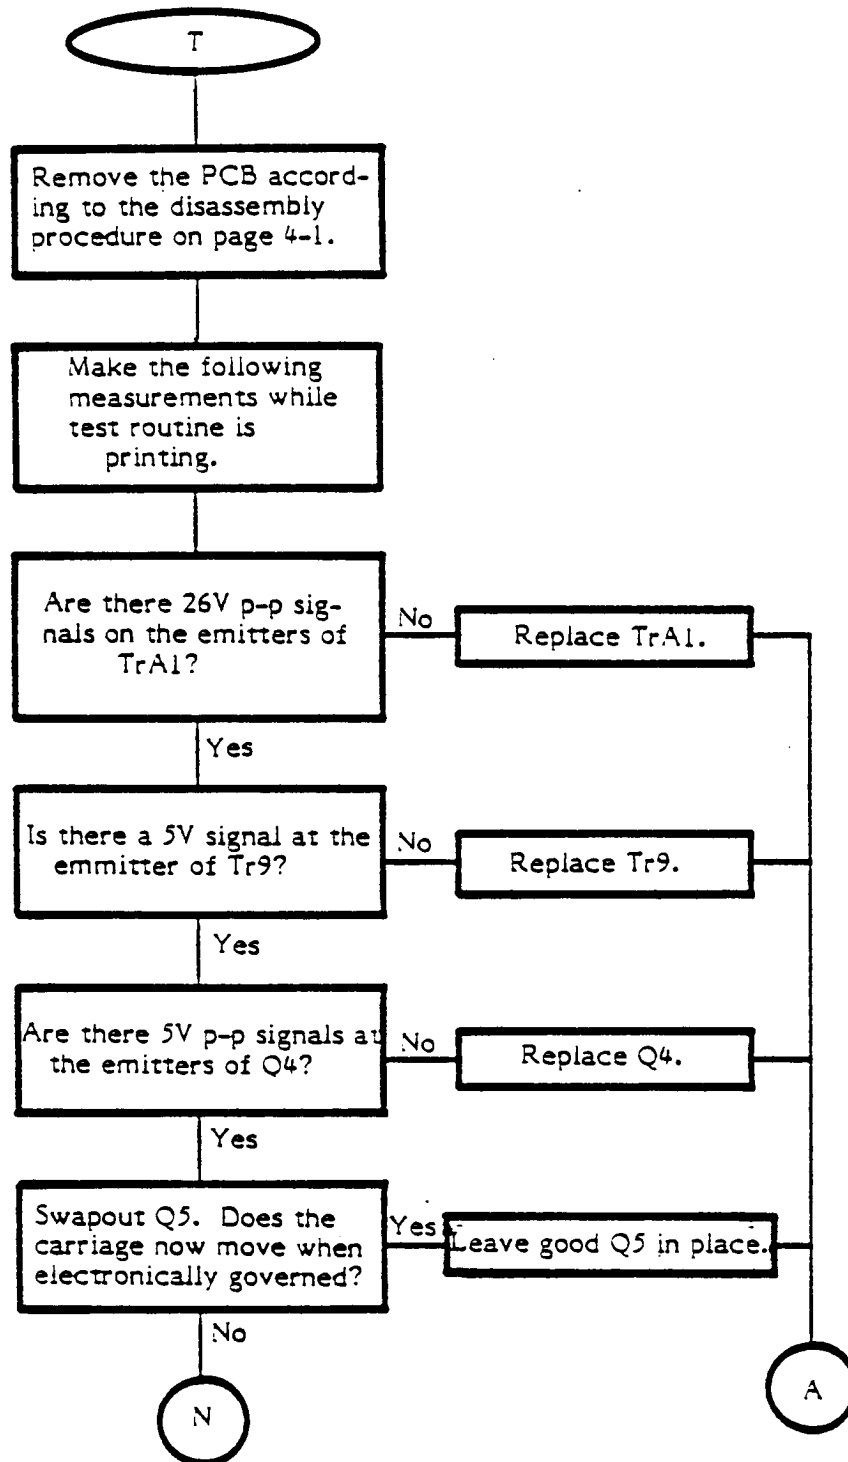 T
Remove the PCB accord-
ing to the disassembly
procedure on page 4-1.
Make the following
measurements while
test routine is
printing.
Are there 26V p-p sig-
nals on the emitters of
TrA1?
No
Replace TrA1.
Yes
Is there a 5V signal at the
emmitter of Tr9?
No
Replace Tr9.
Yes
Are there 5V p-p signals at
the emitters of Q4?
No
Replace Q4.
Yes
Swapout Q5. Does the
carriage now move when
electronically governed?
Yes
Leave good Q5 in place.
No
N
A